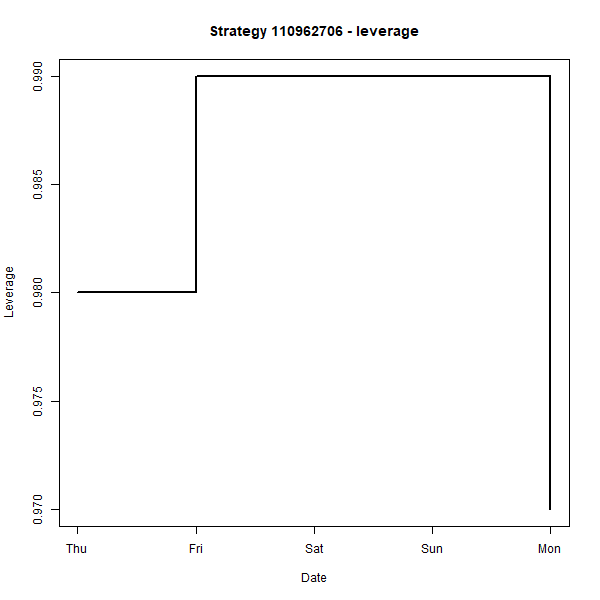 Strategy 110962706 - leverage
0.990
0.985
0.980
0.975
0.970
Leverage
Thu Fri Sat Sun Mon
Date